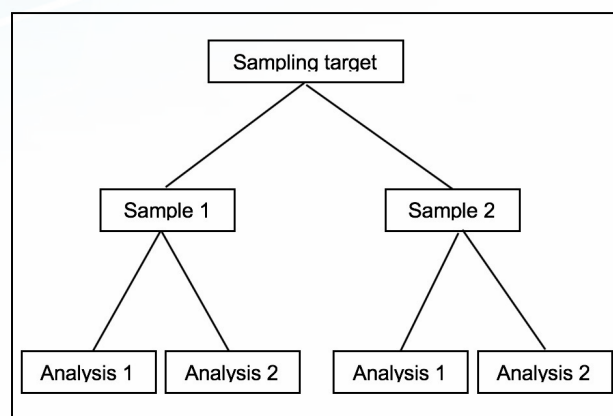 Sampling target
Sample 1
Sample 2
Analysis 1
Analysis 2
Analysis 1
Analysis 2